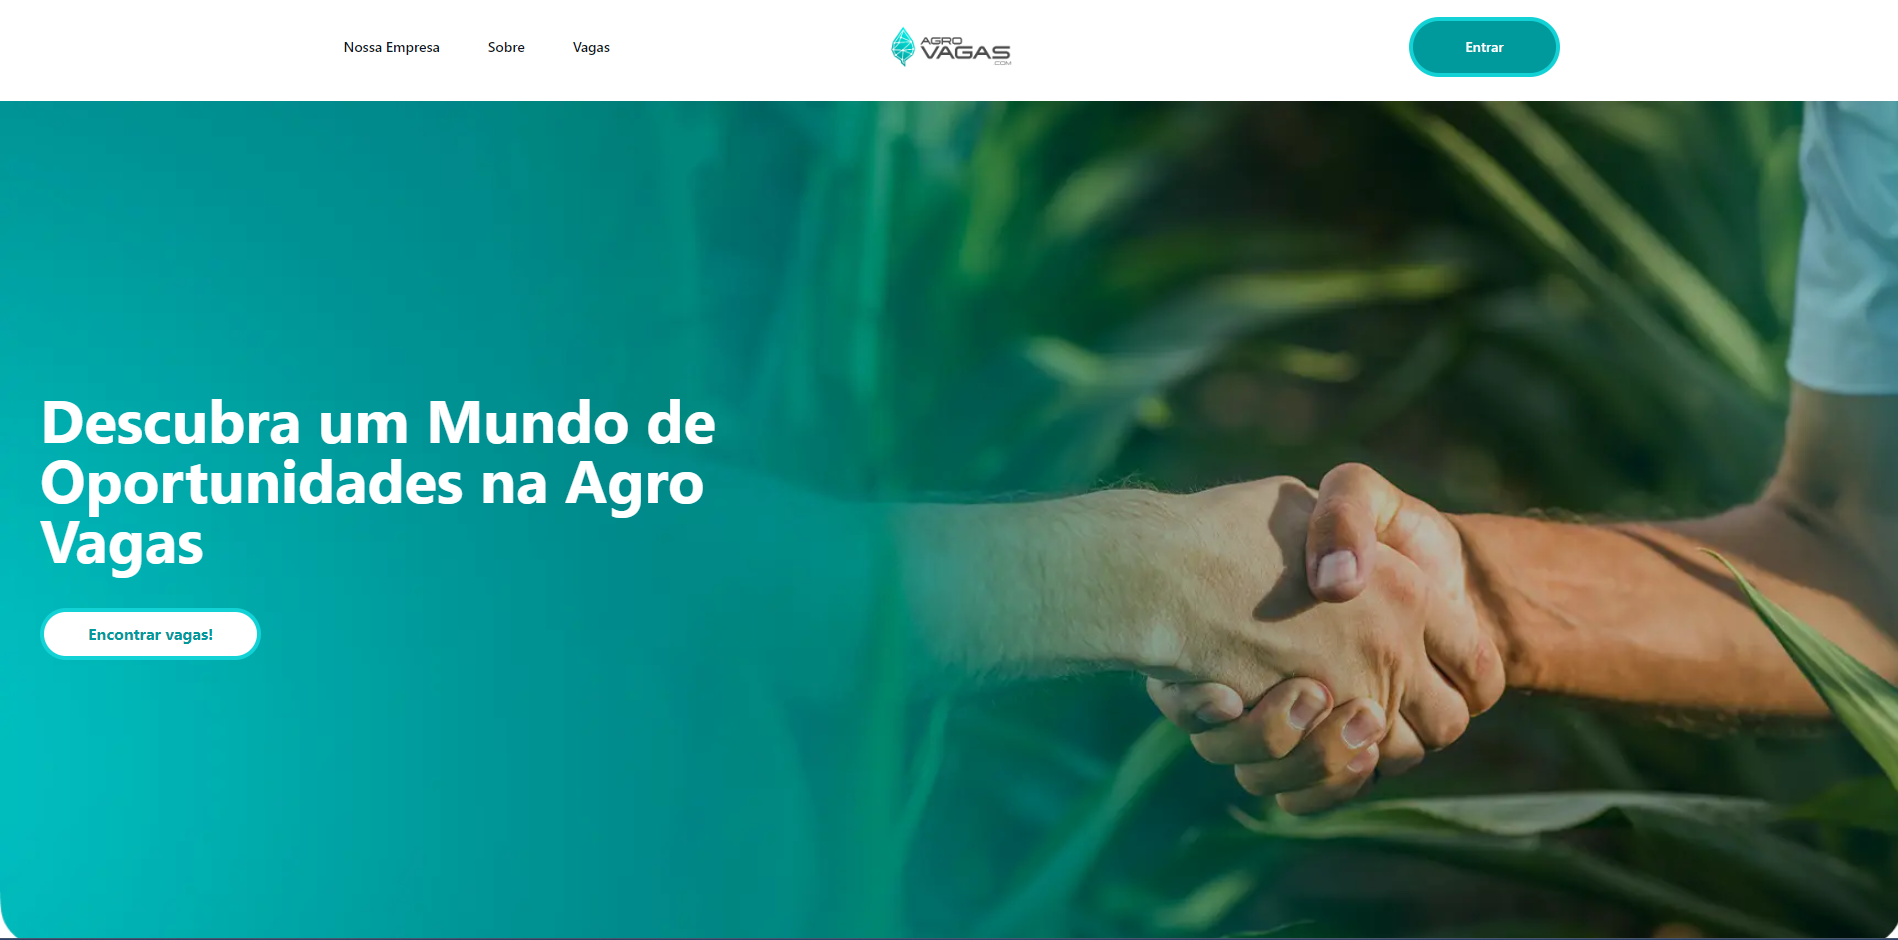 Nossa Empresa
Sobre
Vagas
AGRO
VAGAS
.COM
Entrar
Descubra um Mundo de
Oportunidades na Agro
Vagas
Encontrar vagas!